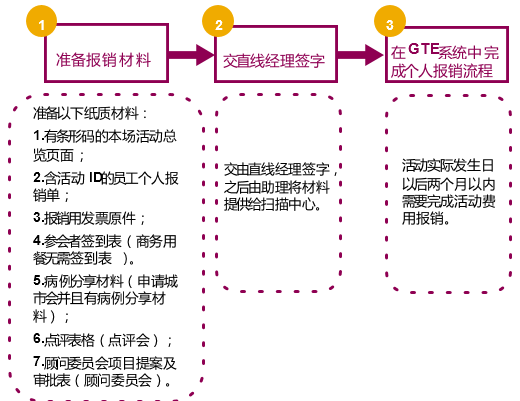 1
准备报销材料
2
交直线经理签字
3
在GTE系统中完
成个人报销流程
准备以下纸质材料：
1.有条形码的本场活动总
览页面；
2.含活动 ID的员工个人报
销单；
3.报销用发票原件；
4.参会者签到表（商务用
餐无需签到表 ）。
5.病例分享材料（申请城
市会并且有病例分享材
料）；
6.点评表格（点评会）；
7.顾问委员会项目提案及
审批表（顾问委员会）。
交由直线经理签字，
之后由助理将材料
提供给扫描中心。
活动实际发生日
以后两个月以内
需要完成活动费
用报销。